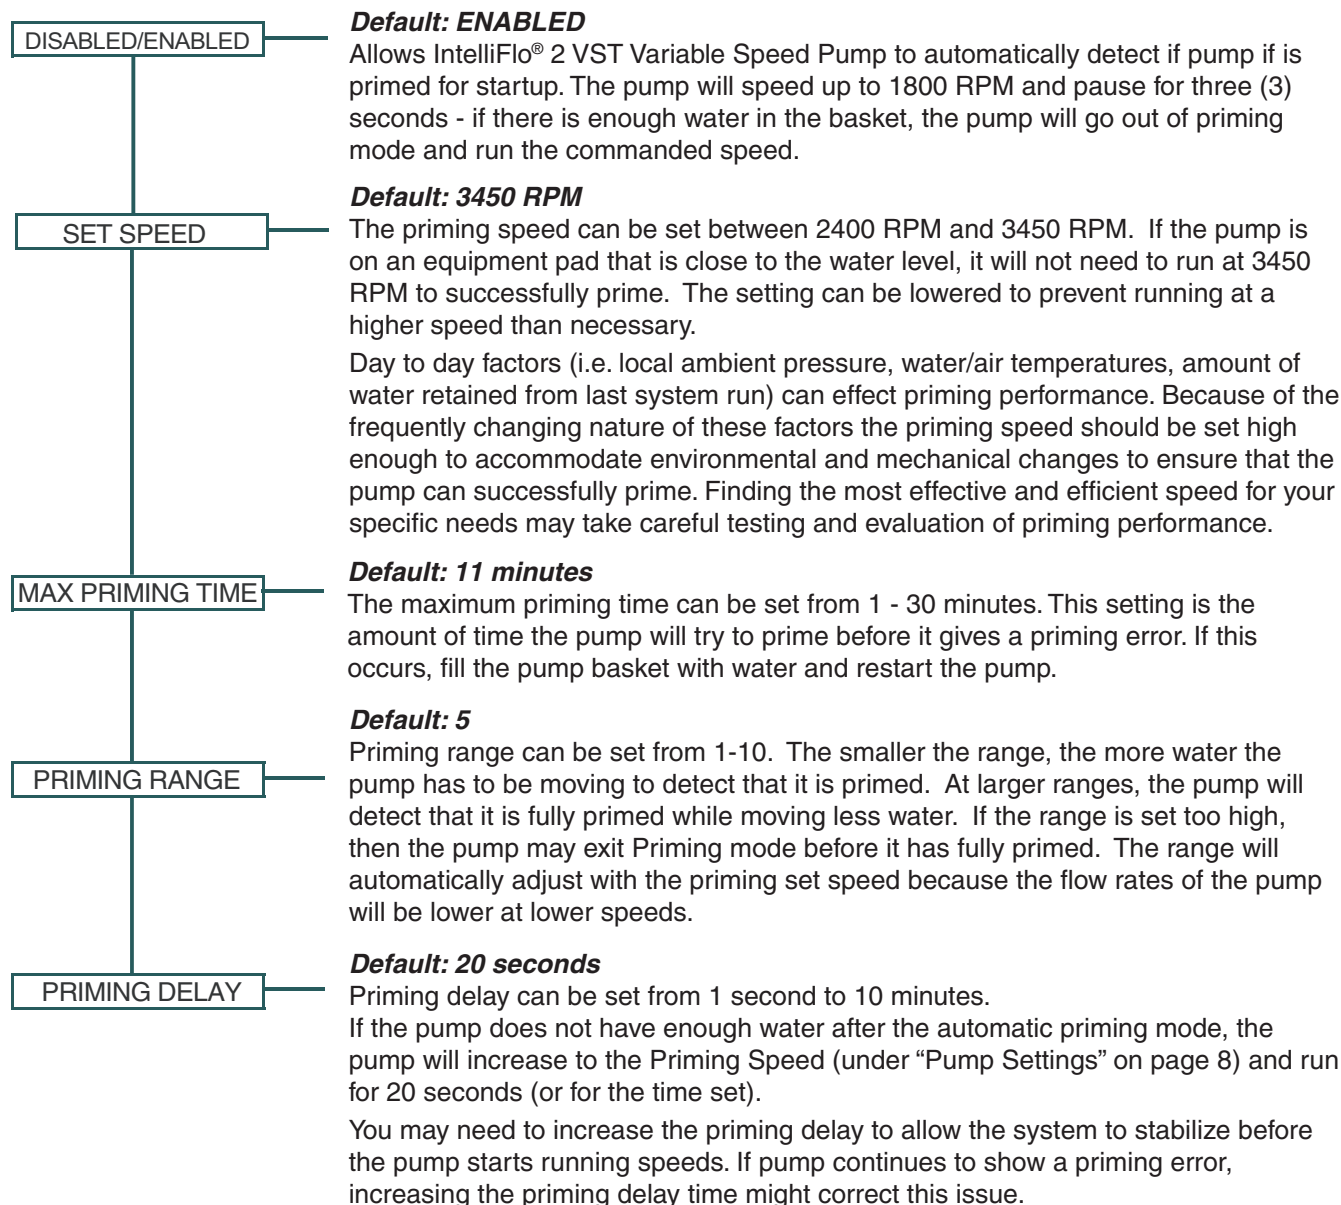 DISABLED/ENABLED
Default: ENABLED
Allows IntelliFlo® 2 VST Variable Speed Pump to automatically detect if pump if is
primed for startup. The pump will speed up to 1800 RPM and pause for three (3)
seconds - if there is enough water in the basket, the pump will go out of priming
mode and run the commanded speed.
SET SPEED
Default: 3450 RPM
The priming speed can be set between 2400 RPM and 3450 RPM.  If the pump is
on an equipment pad that is close to the water level, it will not need to run at 3450
RPM to successfully prime.  The setting can be lowered to prevent running at a
higher speed than necessary.
Day to day factors (i.e. local ambient pressure, water/air temperatures, amount of
water retained from last system run) can effect priming performance. Because of the
frequently changing nature of these factors the priming speed should be set high
enough to accommodate environmental and mechanical changes to ensure that the
pump can successfully prime. Finding the most effective and efficient speed for your
specific needs may take careful testing and evaluation of priming performance.
MAX PRIMING TIME
Default: 11 minutes
The maximum priming time can be set from 1 - 30 minutes. This setting is the
amount of time the pump will try to prime before it gives a priming error. If this
occurs, fill the pump basket with water and restart the pump.
PRIMING RANGE
Default: 5
Priming range can be set from 1-10.  The smaller the range, the more water the
pump has to be moving to detect that it is primed.  At larger ranges, the pump will
detect that it is fully primed while moving less water.  If the range is set too high,
then the pump may exit Priming mode before it has fully primed.  The range will
automatically adjust with the priming set speed because the flow rates of the pump
will be lower at lower speeds.
PRIMING DELAY
Default: 20 seconds
Priming delay can be set from 1 second to 10 minutes.
If the pump does not have enough water after the automatic priming mode, the
pump will increase to the Priming Speed (under “Pump Settings” on page 8) and run
for 20 seconds (or for the time set).
You may need to increase the priming delay to allow the system to stabilize before
the pump starts running speeds. If pump continues to show a priming error,
increasing the priming delay time might correct this issue.